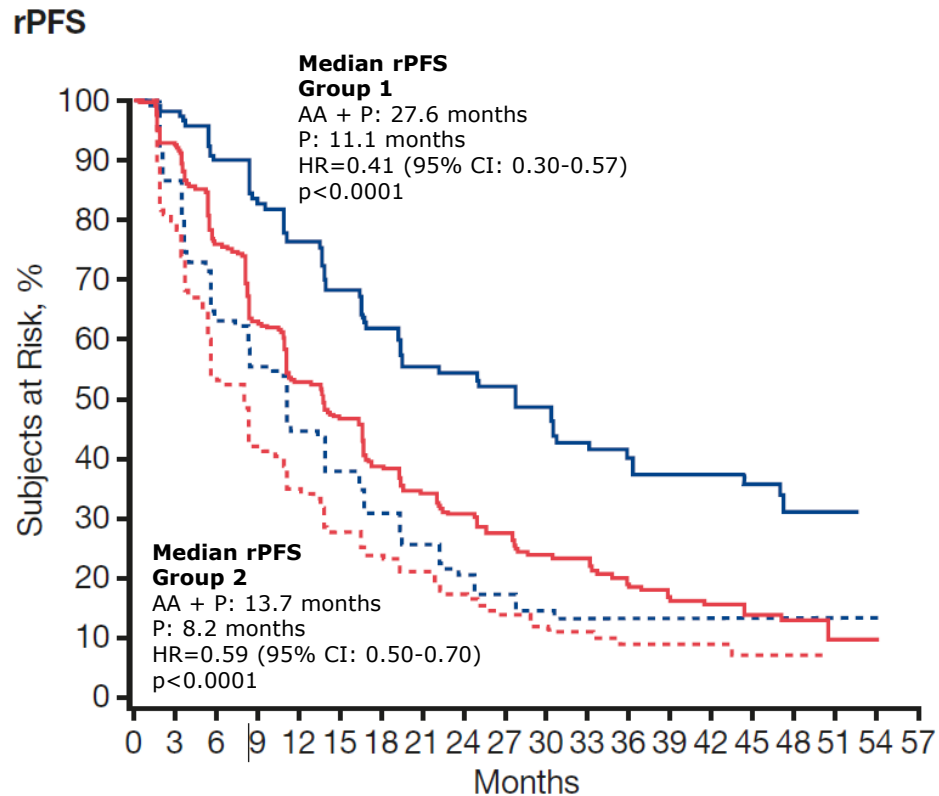 rPFS
Median rPFS
Group 1
AA + P: 27.6 months
P: 11.1 months
HR=0.41 (95% CI: 0.30-0.57)
p<0.0001
100
90
80
70
60
50
40
30
20
10
0
Subjects at Risk, %
Median rPFS
Group 2
AA + P: 13.7 months
P: 8.2 months
HR=0.59 (95% CI: 0.50-0.70)
p<0.0001
0 3 6 9 12 15 18 21 24 27 30 33 36 39 42 45 48 51 54 57
Months